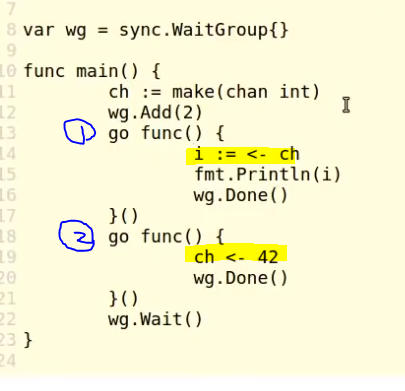 7
8 var wg = sync.WaitGroup{}
9
10 func main() {
11 ch := make(chan int)
12 wg.Add(2)
13 1 go func() {
14 i := <- ch
15 fmt.Println(i)
16 wg.Done()
17 }()
18 2 go func() {
19 ch <- 42
20 wg.Done()
21 }()
22 wg.Wait()
23 }
24